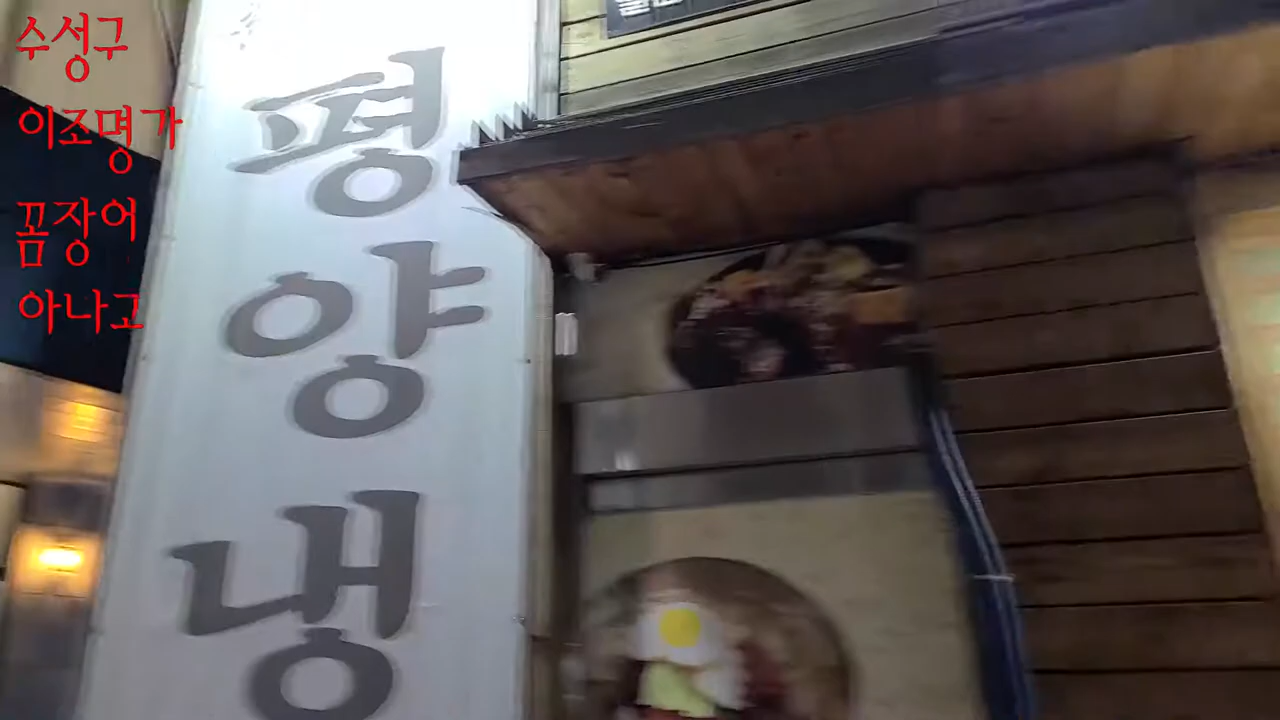 수성구
이조명가
꼼장어
아나고
평양냉